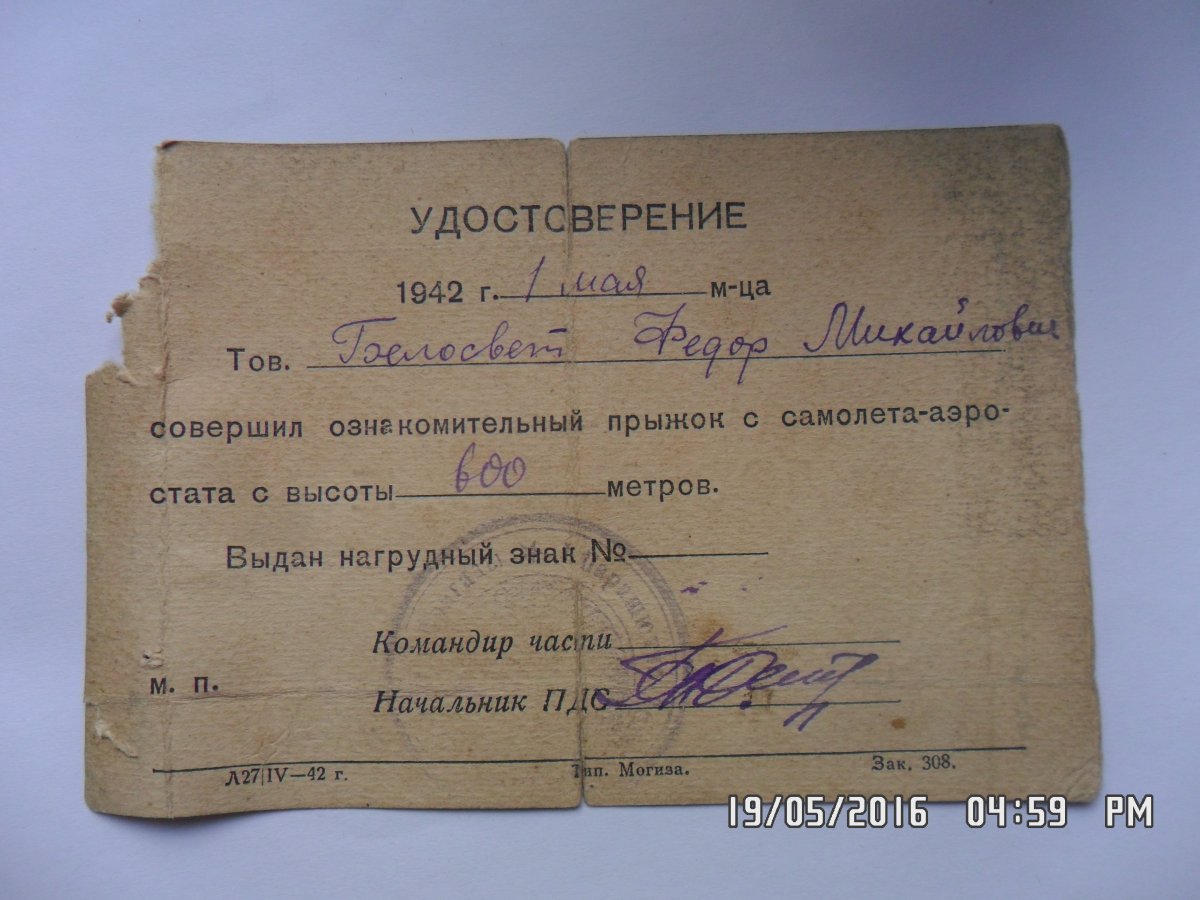 УДОСТОВЕРЕНИЕ
1942 г. 1 мая м-ца
Тов. Белосвет Федор Михайлович
совершил ознакомительный прыжок с самолета-аэро-
стата с высоты 600 метров.
Выдан нагрудный знак №
Командир части
м. п.
Начальник ПДС
Л27|IV—42 г. Тип. Могиза. Зак. 308.
19/05/2016 04:59 PM